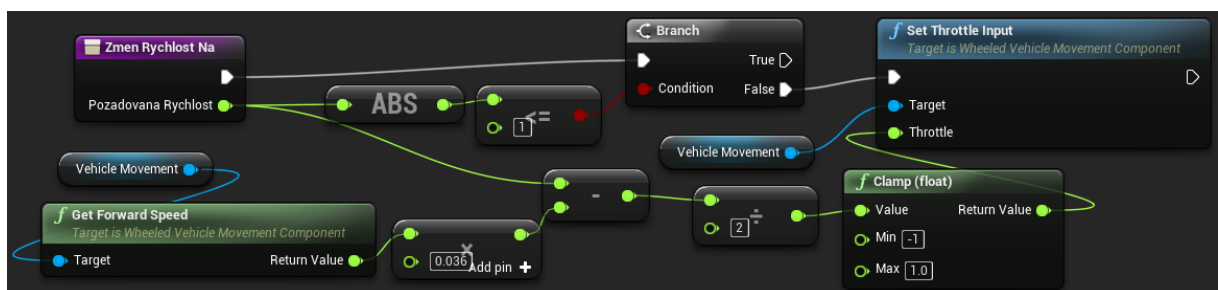 Zmen Rychlost Na
Pozadovana Rychlost
ABS
<=
1
Branch
True
Condition
False
Set Throttle Input
Target is Wheeled Vehicle Movement Component
Target
Throttle
Vehicle Movement
Vehicle Movement
Get Forward Speed
Target is Wheeled Vehicle Movement Component
Target
Return Value
×
0.036
Add pin +
-
÷
2
Clamp (float)
Value
Return Value
Min -1
Max 1.0